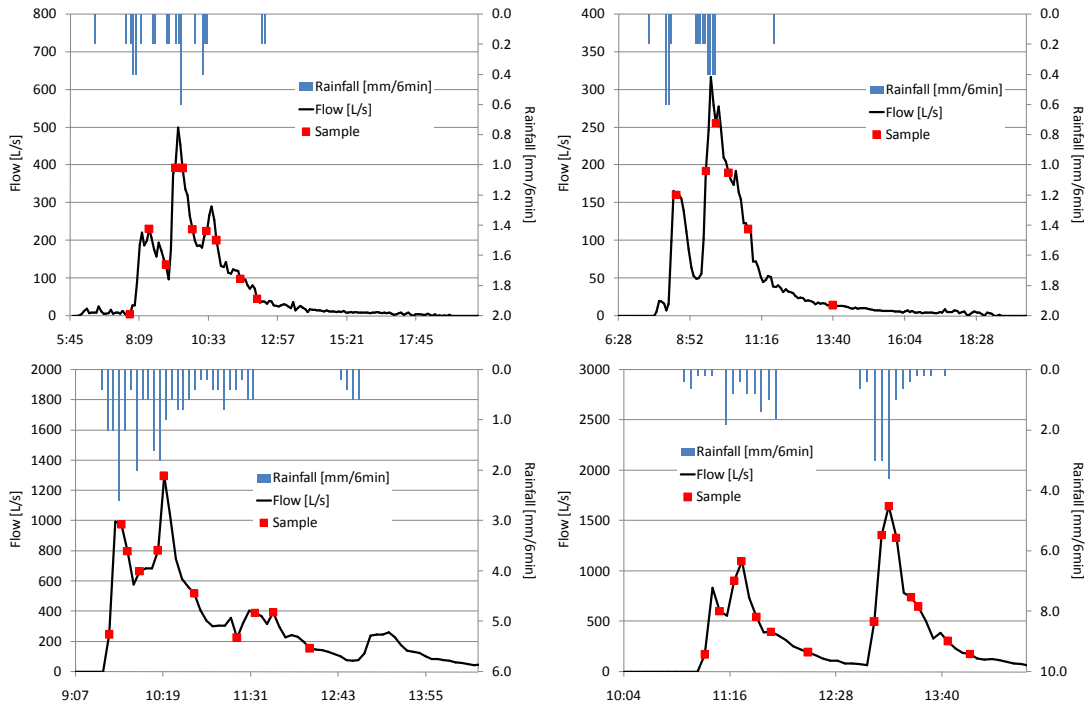 800
700
600
500
400
300
200
100
0
Flow [L/s]
0.0
0.2
0.4
0.6
0.8
1.0
1.2
1.4
1.6
1.8
2.0
Rainfall [mm/6min]
Rainfall [mm/6min]
Flow [L/s]
Sample
5:45 8:09 10:33 12:57 15:21 17:45
400
350
300
250
200
150
100
50
0
Flow [L/s]
0.0
0.2
0.4
0.6
0.8
1.0
1.2
1.4
1.6
1.8
2.0
Rainfall [mm/6min]
Rainfall [mm/6min]
Flow [L/s]
Sample
6:28 8:52 11:16 13:40 16:04 18:28
2000
1800
1600
1400
1200
1000
800
600
400
200
0
Flow [L/s]
0.0
1.0
2.0
3.0
4.0
5.0
6.0
Rainfall [mm/6min]
Rainfall [mm/6min]
Flow [L/s]
Sample
9:07 10:19 11:31 12:43 13:55
3000
2500
2000
1500
1000
500
0
Flow [L/s]
0.0
2.0
4.0
6.0
8.0
10.0
Rainfall [mm/6min]
Rainfall [mm/6min]
Flow [L/s]
Sample
10:04 11:16 12:28 13:40